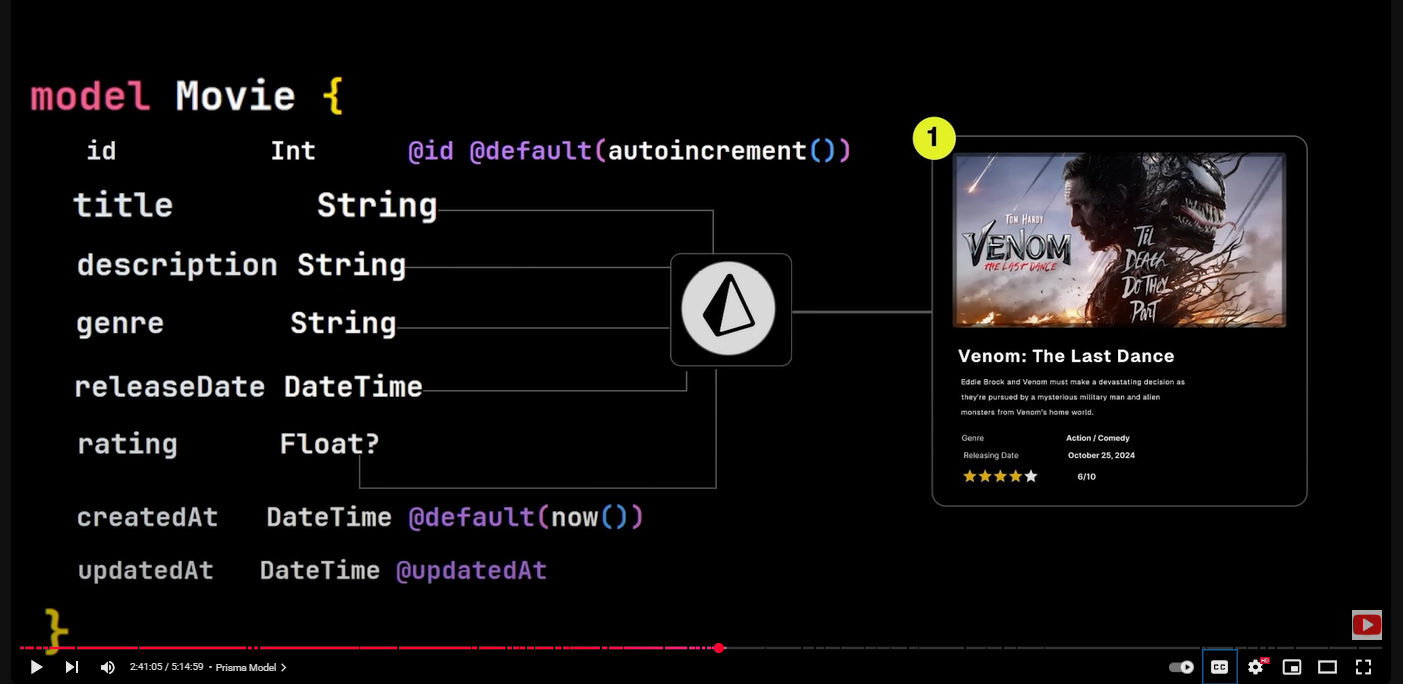 model Movie {
id Int @id @default(autoincrement())
title String
description String
genre String
releaseDate DateTime
rating Float?
createdAt DateTime @default(now())
updatedAt DateTime @updatedAt
}
1
TOM HARDY
VENOM
THE LAST DANCE
'TIL
DEATH
DO THEY
PART
Venom: The Last Dance
Eddie Brock and Venom must make a devastating decision as
they're pursued by a mysterious military man and alien
monsters from Venom's home world.
Genre Action / Comedy
Releasing Date October 25, 2024
6/10
2:41:05 / 5:14:59 • Prisma Model >
CC
HD